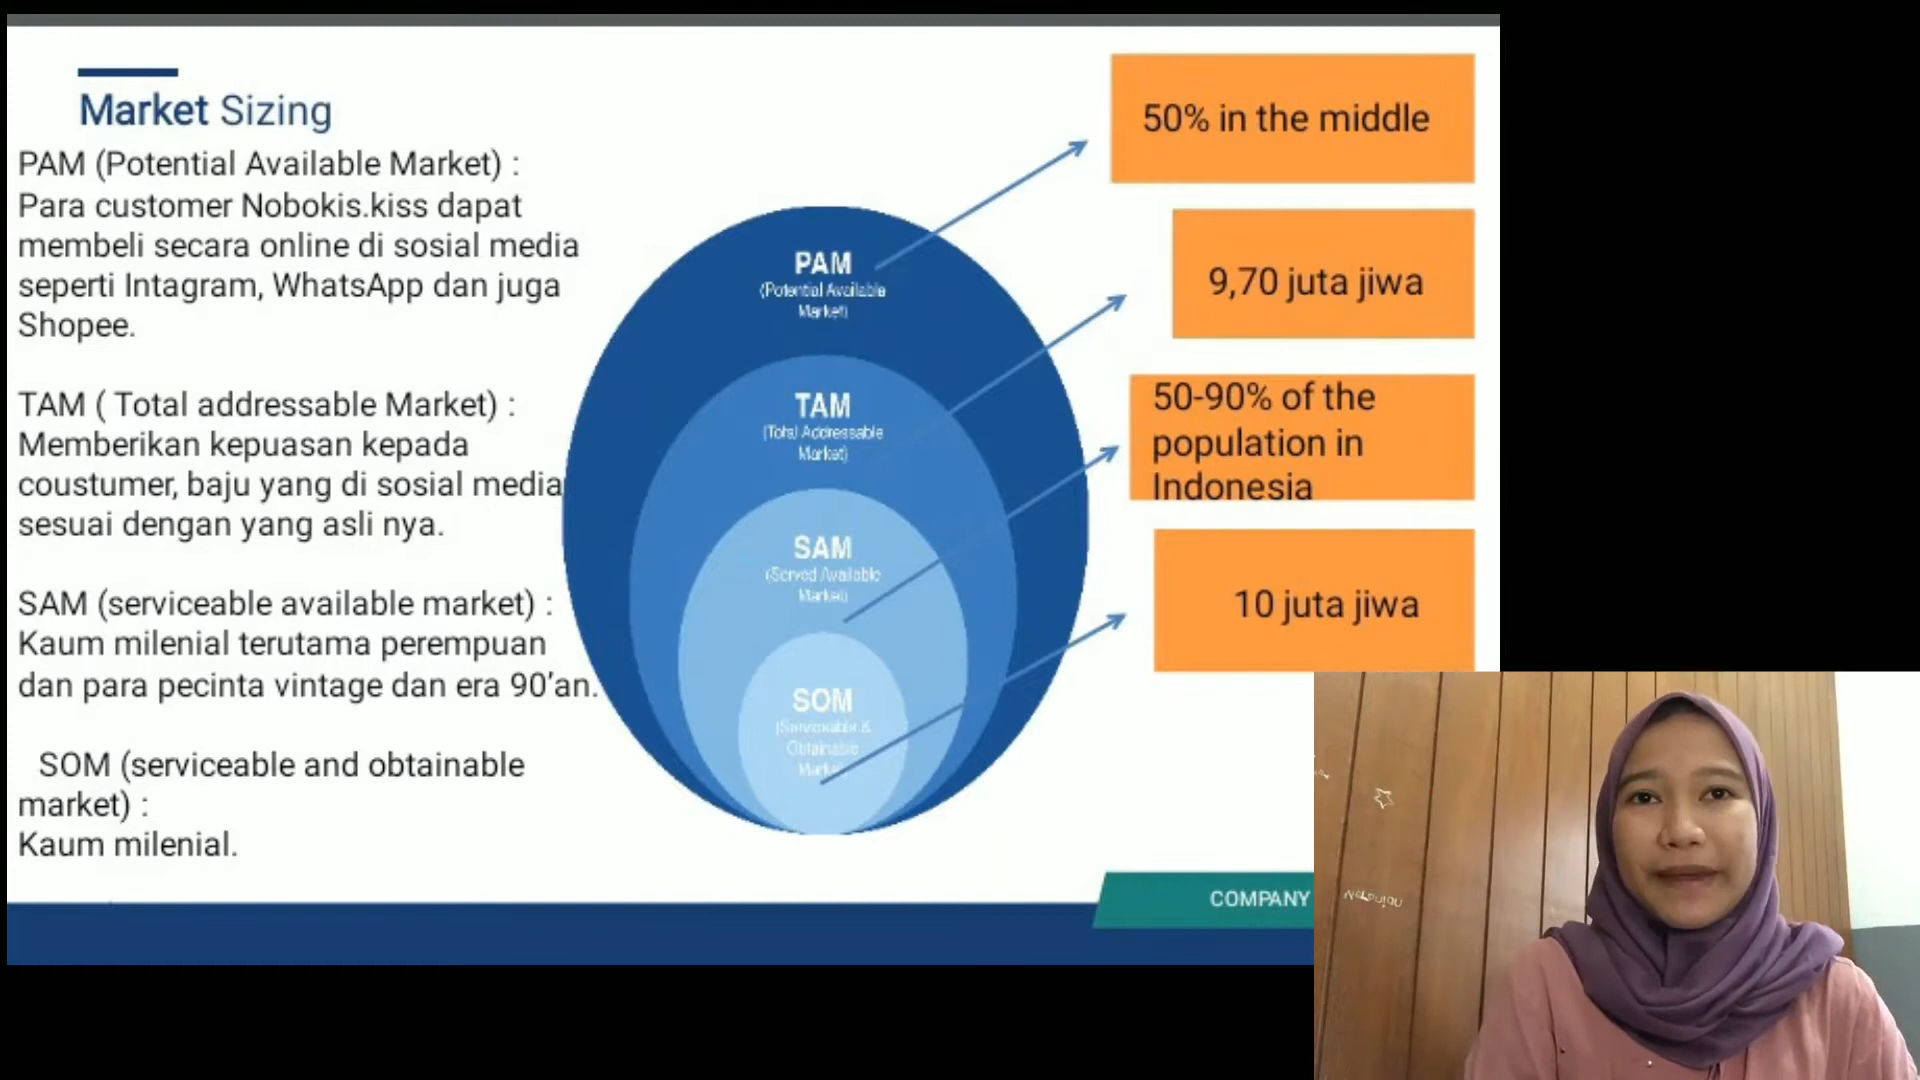 Market Sizing
PAM (Potential Available Market) :
Para customer Nobokis.kiss dapat
membeli secara online di sosial media
seperti Intagram, WhatsApp dan juga
Shopee.
TAM ( Total addressable Market) :
Memberikan kepuasan kepada
coustumer, baju yang di sosial media
sesuai dengan yang asli nya.
SAM (serviceable available market) :
Kaum milenial terutama perempuan
dan para pecinta vintage dan era 90'an.
SOM (serviceable and obtainable
market) :
Kaum milenial.
PAM
(Potential Available
Market)
TAM
(Total Addressable
Market)
SAM
(Served Available
Market)
SOM
(Serviceable &
Obtainable
Market)
50% in the middle
9,70 juta jiwa
50-90% of the
population in
Indonesia
10 juta jiwa
COMPANY